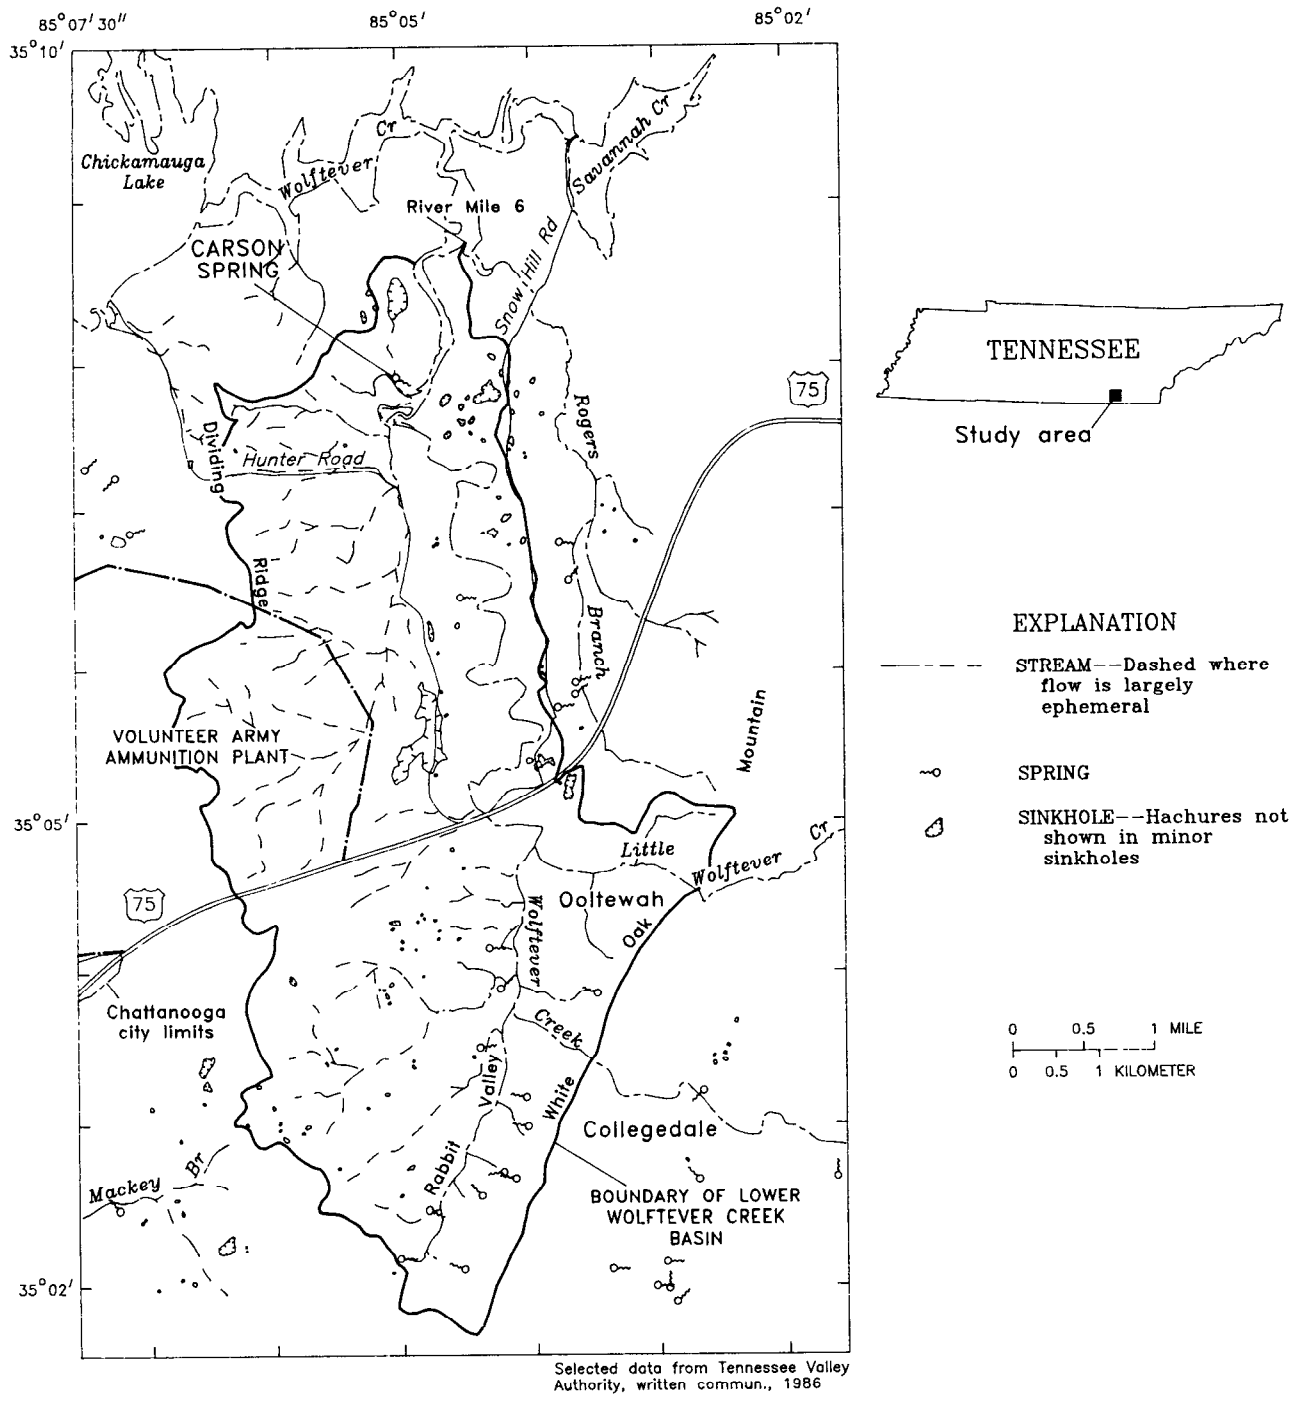 85°07'30"
85°05'
85°02'
35°10'
Chickamauga
Lake
Wolftever
Cr
Savannah Cr
River Mile 6
CARSON
SPRING
Snow Hill Rd
TENNESSEE
Study area
75
Dividing
Ridge
Hunter Road
Rogers
Branch
EXPLANATION
STREAM--Dashed where
flow is largely
ephemeral
SPRING
SINKHOLE--Hachures not
shown in minor
sinkholes
VOLUNTEER ARMY
AMMUNITION PLANT
Mountain
35°05'
Little
Wolftever
Cr
75
Ooltewah
Oak
Wolftever
Creek
Chattanooga
city limits
0 0.5 1 MILE
0 0.5 1 KILOMETER
Valley
White
Collegedale
Rabbit
Mackey
Br
BOUNDARY OF LOWER
WOLFTEVER CREEK
BASIN
35°02'
Selected data from Tennessee Valley
Authority, written commun., 1986